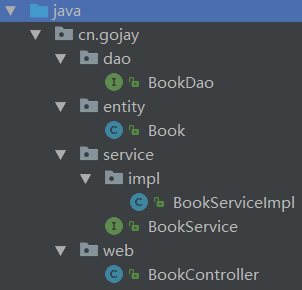 java
cn.gojay
dao
BookDao
entity
Book
service
impl
BookServiceImpl
BookService
web
BookController